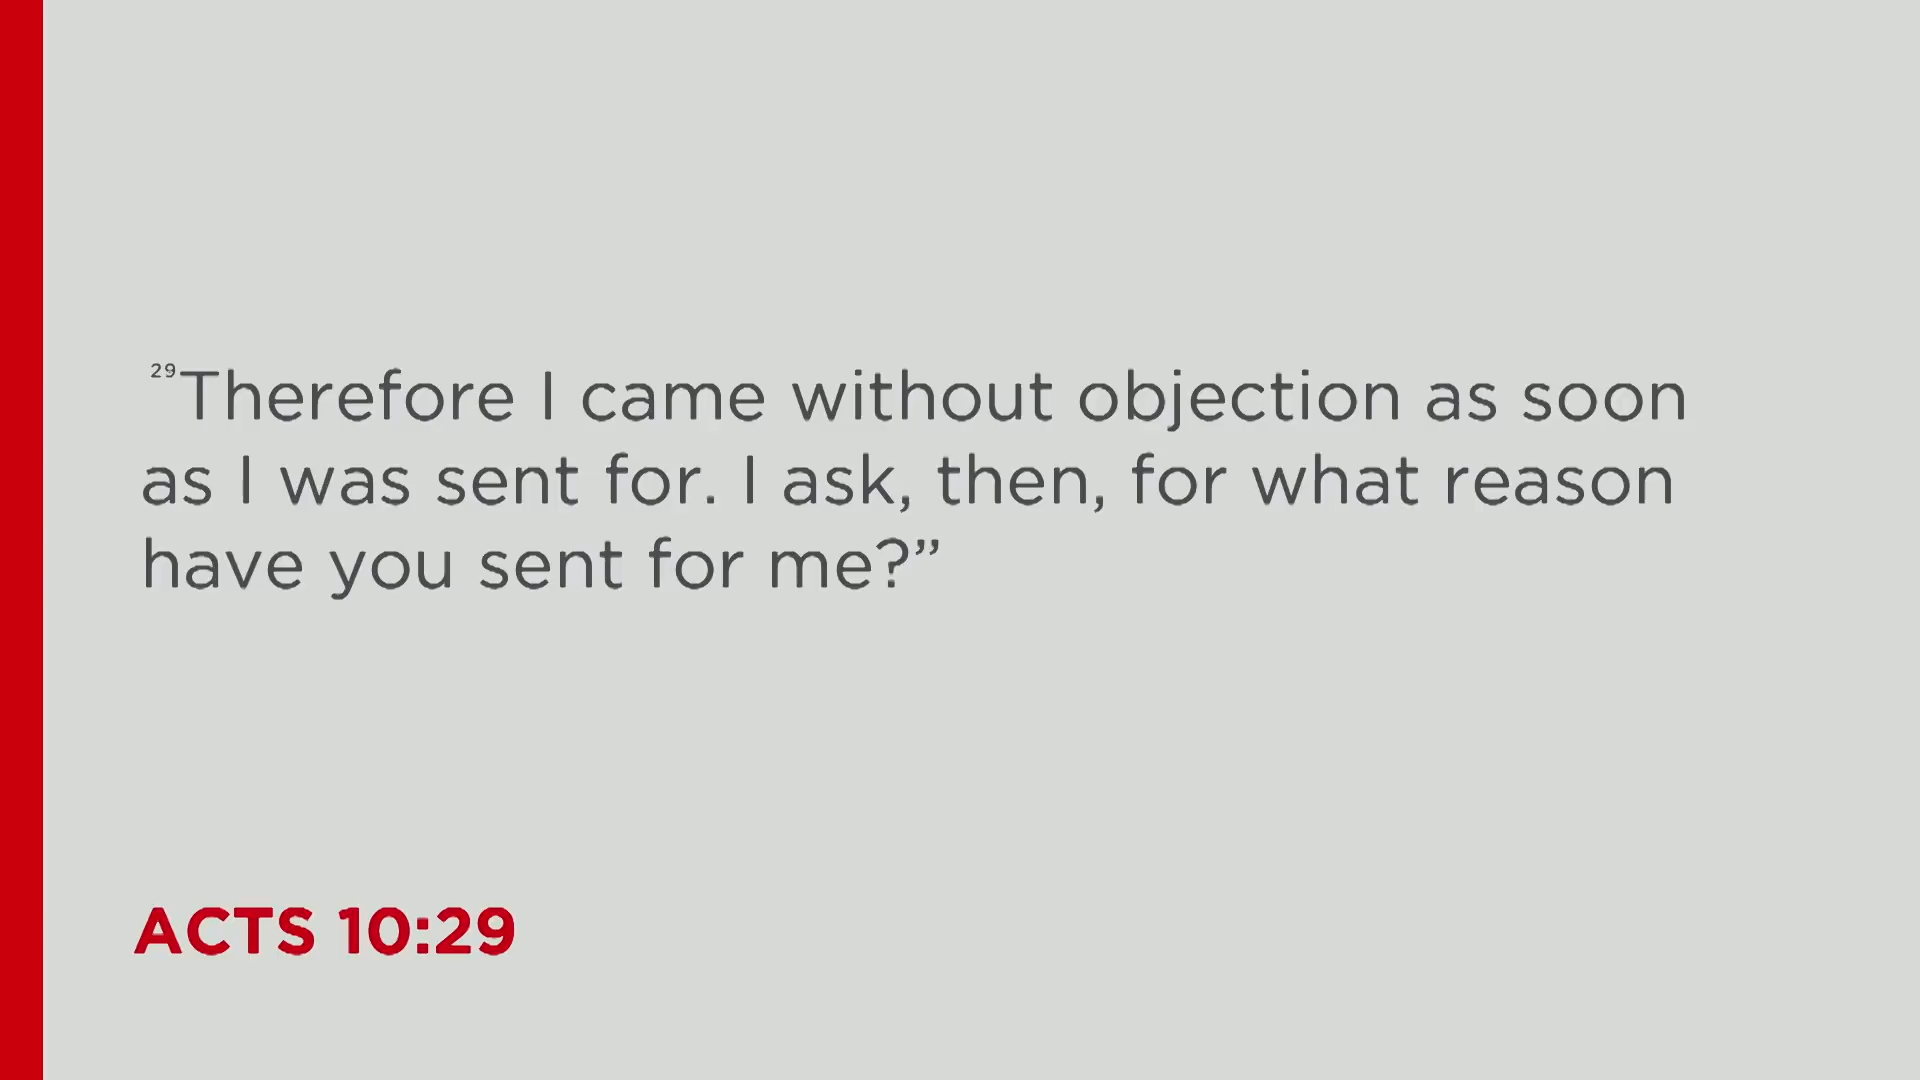 29Therefore I came without objection as soon
as I was sent for. I ask, then, for what reason
have you sent for me?”
ACTS 10:29